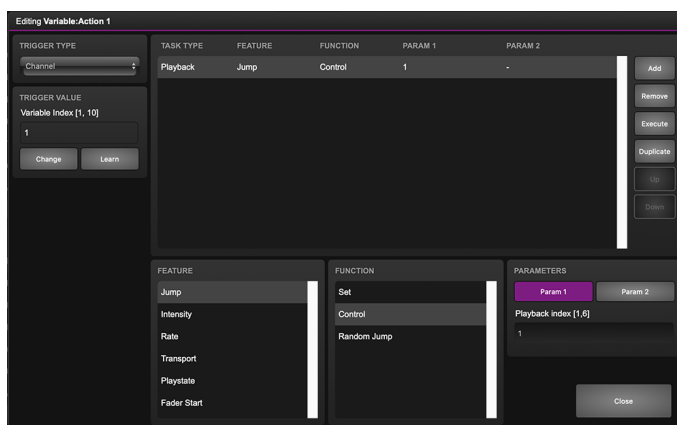 Editing Variable:Action 1
TRIGGER TYPE
Channel
TRIGGER VALUE
Variable Index [1, 10]
1
Change Learn
TASK TYPE FEATURE FUNCTION PARAM 1 PARAM 2
Playback Jump Control 1 -
Add
Remove
Execute
Duplicate
Up
Down
FEATURE
Jump
Intensity
Rate
Transport
Playstate
Fader Start
FUNCTION
Set
Control
Random Jump
PARAMETERS
Param 1 Param 2
Playback index [1,6]
1
Close